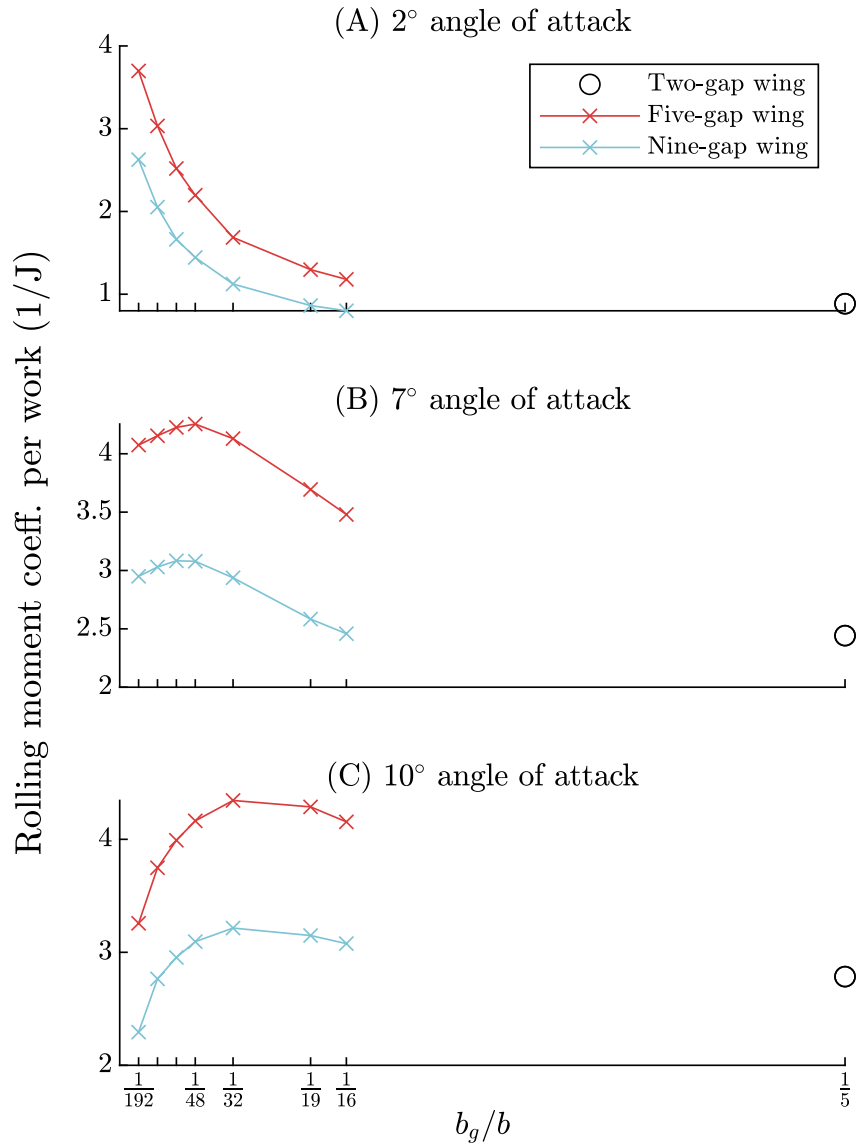 (A) 2° angle of attack
4
3
2
1
Two-gap wing
Five-gap wing
Nine-gap wing
Rolling moment coeff. per work (1/J)
(B) 7° angle of attack
4
3.5
3
2.5
2
(C) 10° angle of attack
4
3
2
1/192 1/48 1/32 1/19 1/16 1/5
b_g/b